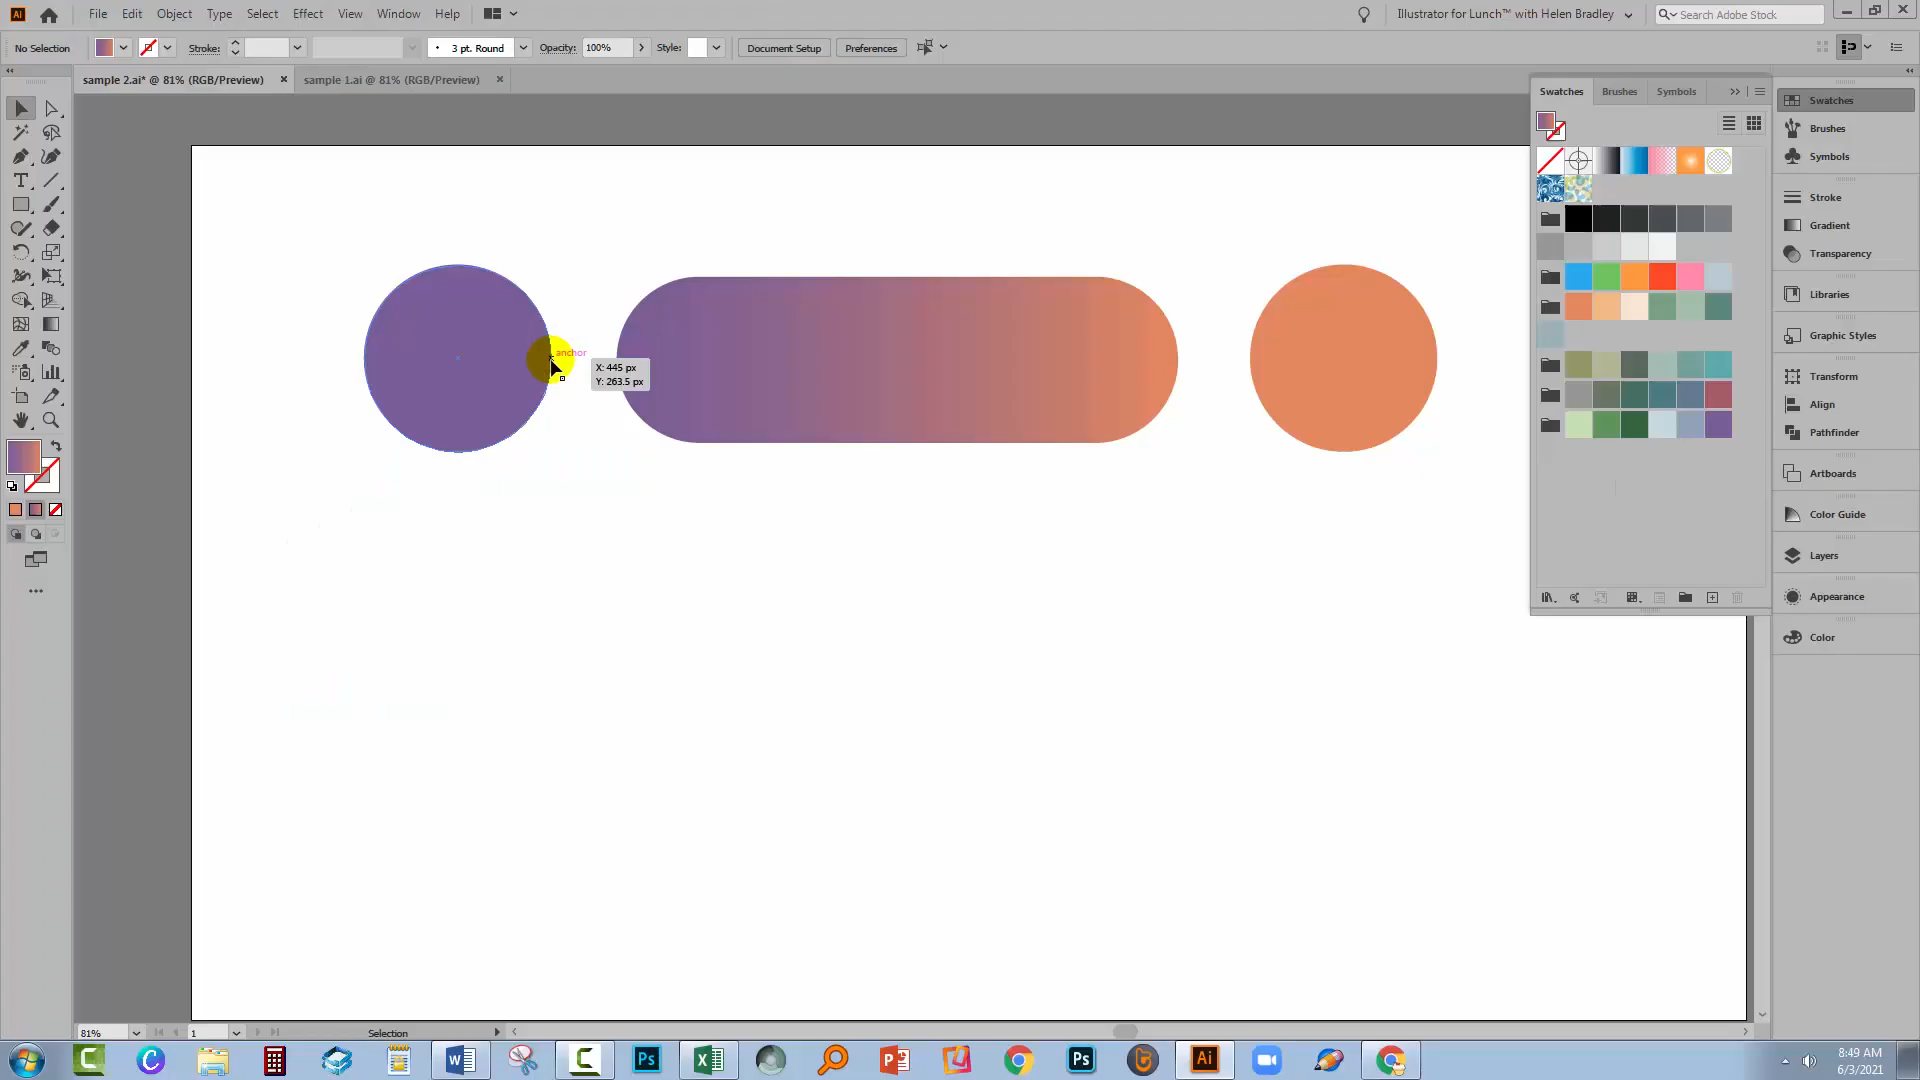 Ai File Edit Object Type Select Effect View Window Help Illustrator for Lunch™ with Helen Bradley Search Adobe Stock
No Selection Stroke: 3 pt. Round Opacity: 100% Style: Document Setup Preferences
sample 2.ai* @ 81% (RGB/Preview) × sample 1.ai @ 81% (RGB/Preview) ×
Swatches Brushes Symbols
Swatches
Brushes
Symbols
Stroke
Gradient
Transparency
Libraries
Graphic Styles
Transform
Align
Pathfinder
Artboards
Color Guide
Layers
Appearance
Color
anchor
X: 445 px
Y: 263.5 px
81% 1 Selection
C C W C Ps X P Ps Ai
8:49 AM
6/3/2021